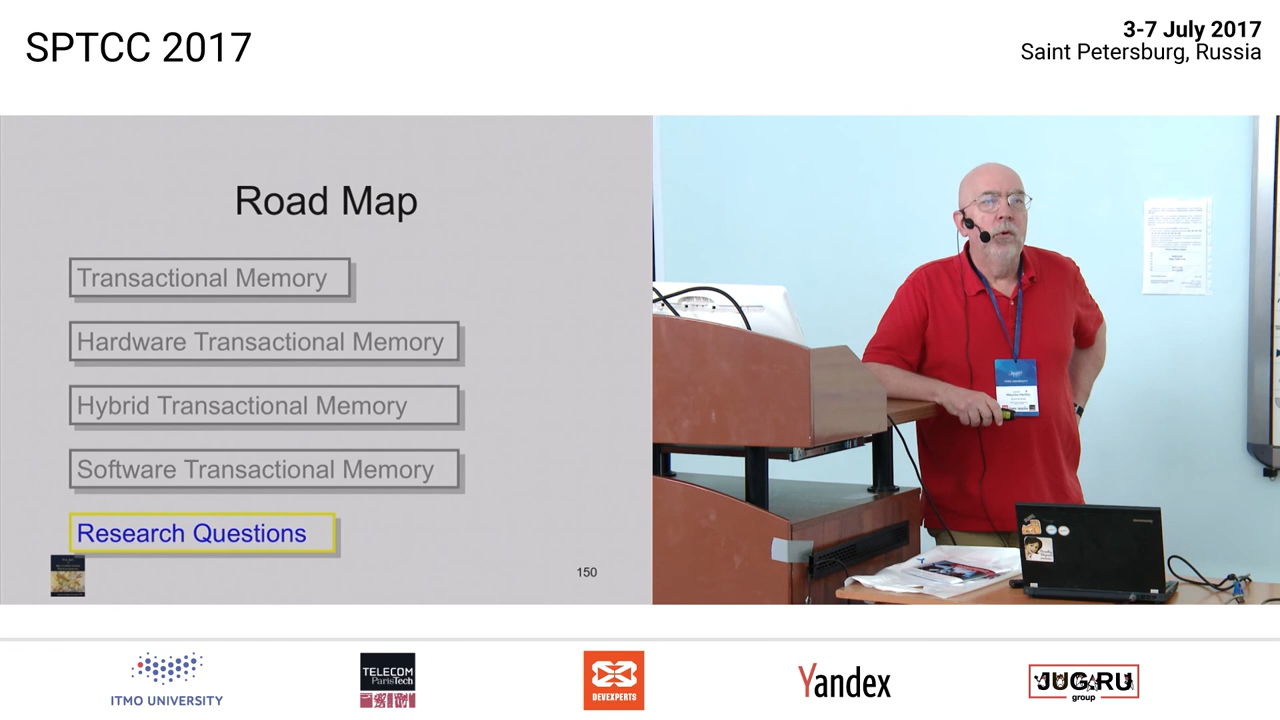 SPTCC 2017
3-7 July 2017
Saint Petersburg, Russia
Road Map
Transactional Memory
Hardware Transactional Memory
Hybrid Transactional Memory
Software Transactional Memory
Research Questions
150
ITMO UNIVERSITY
TELECOM
ParisTech
DEVEXPERTS
Yandex
JUG.RU
group